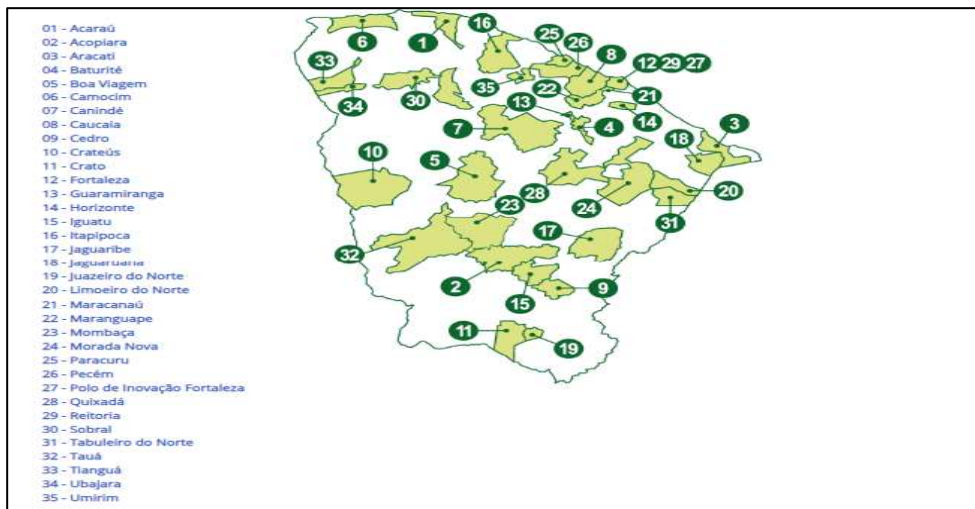 01 - Acaraú
02 - Acopiara
03 - Aracati
04 - Baturité
05 - Boa Viagem
06 - Camocim
07 - Canindé
08 - Caucaia
09 - Cedro
10 - Crateús
11 - Crato
12 - Fortaleza
13 - Guaramiranga
14 - Horizonte
15 - Iguatu
16 - Itapipoca
17 - Jaguaribe
18 - Jaguaruana
19 - Juazeiro do Norte
20 - Limoeiro do Norte
21 - Maracanaú
22 - Maranguape
23 - Mombaça
24 - Morada Nova
25 - Paracuru
26 - Pecém
27 - Polo de Inovação Fortaleza
28 - Quixadá
29 - Reitoria
30 - Sobral
31 - Tabuleiro do Norte
32 - Tauá
33 - Tianguá
34 - Ubajara
35 - Umirim
6
1
16
25
26
8
12 29 27
33
34
30
35
22
21
13
4
14
7
3
18
10
5
28
24
20
23
31
17
32
2
15
9
11
19